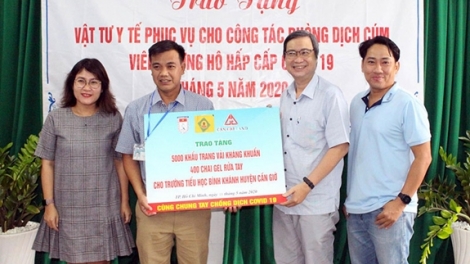 Trao Tặng
VẬT TƯ Y TẾ PHỤC VỤ CHO CÔNG TÁC PHÒNG DỊCH CÚM
VIÊM HÔ HẤP CẤP 19
THÁNG 5 NĂM 2020
TRAO TẶNG
5000 KHẨU TRANG VẢI KHÁNG KHUẨN
400 CHAI GEL RỬA TAY
CHO TRƯỜNG TIỂU HỌC BÌNH KHÁNH HUYỆN CẦN GIỜ
CÙNG CHUNG TAY CHỐNG DỊCH COVID 19